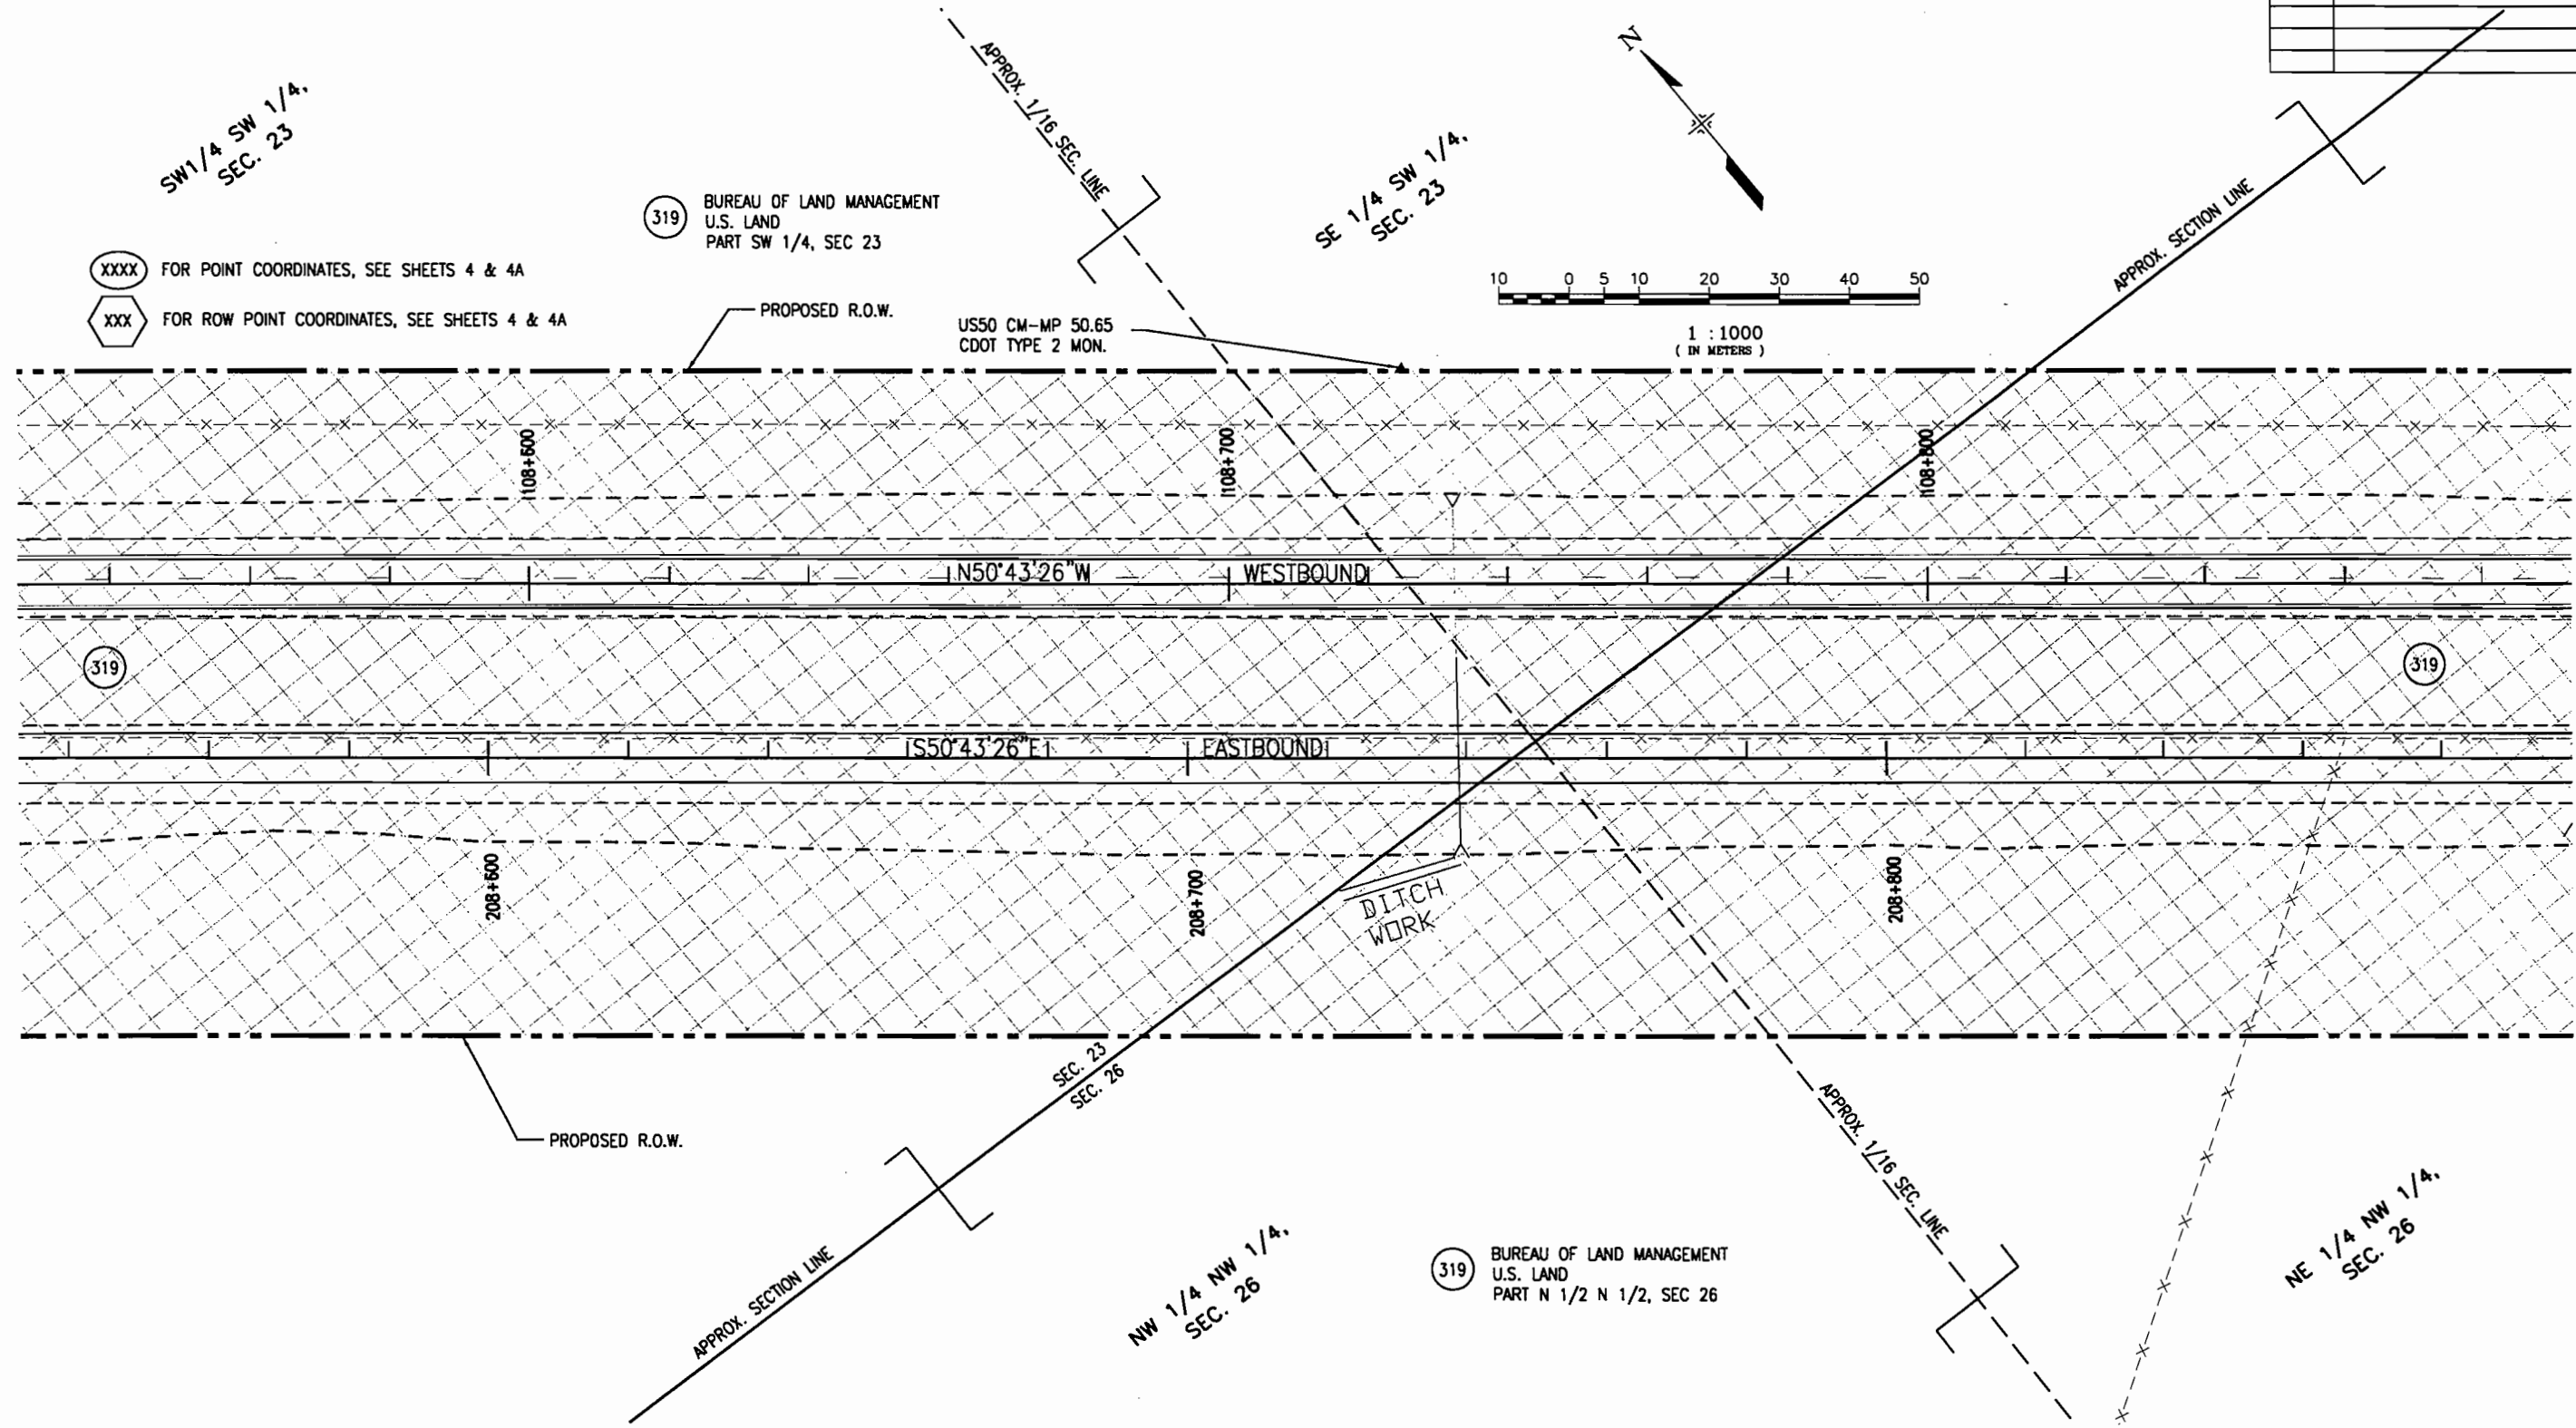 SW1/4 SW 1/4,
SEC. 23
XXXX FOR POINT COORDINATES, SEE SHEETS 4 & 4A
XXX FOR ROW POINT COORDINATES, SEE SHEETS 4 & 4A
319
BUREAU OF LAND MANAGEMENT
U.S. LAND
PART SW 1/4, SEC 23
PROPOSED R.O.W.
APPROX. 1/16 SEC. LINE
US50 CM-MP 50.65
CDOT TYPE 2 MON.
SE 1/4 SW 1/4,
SEC. 23
N
10 0 5 10 20 30 40 50
1 : 1000
( IN METERS )
APPROX. SECTION LINE
108+600
108+700
108+800
N50°43'26"W
WESTBOUND
319
319
S50°43'26"E
EASTBOUND
208+600
208+700
208+800
DITCH
WORK
SEC. 23
SEC. 26
PROPOSED R.O.W.
APPROX. SECTION LINE
APPROX. 1/16 SEC. LINE
NW 1/4 NW 1/4,
SEC. 26
319
BUREAU OF LAND MANAGEMENT
U.S. LAND
PART N 1/2 N 1/2, SEC 26
NE 1/4 NW 1/4,
SEC. 26